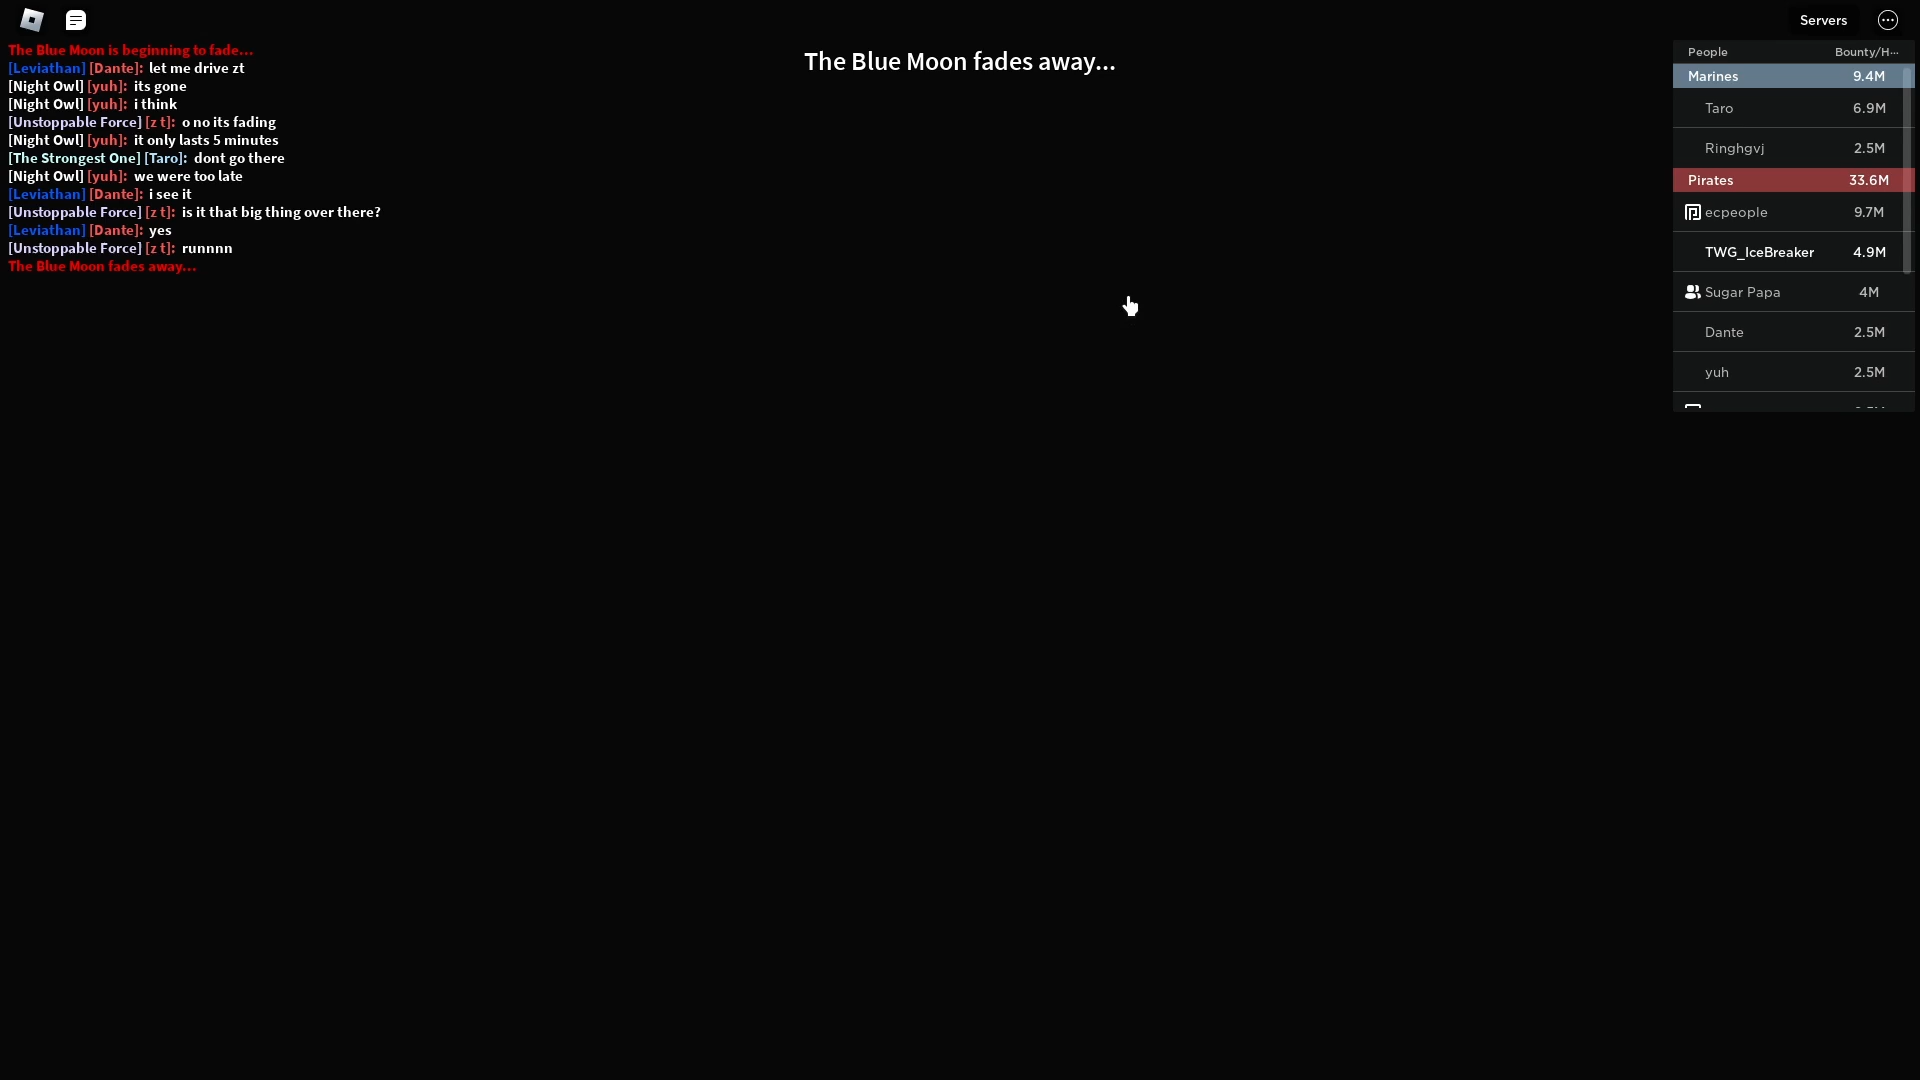 Servers
The Blue Moon is beginning to fade...
[Leviathan] [Dante]: let me drive zt
[Night Owl] [yuh]: its gone
[Night Owl] [yuh]: i think
[Unstoppable Force] [z t]: o no its fading
[Night Owl] [yuh]: it only lasts 5 minutes
[The Strongest One] [Taro]: dont go there
[Night Owl] [yuh]: we were too late
[Leviathan] [Dante]: i see it
[Unstoppable Force] [z t]: is it that big thing over there?
[Leviathan] [Dante]: yes
[Unstoppable Force] [z t]: runnnn
The Blue Moon fades away...
The Blue Moon fades away...
People Bounty/H...
Marines 9.4M
Taro 6.9M
Ringhgvj 2.5M
Pirates 33.6M
ecpeople 9.7M
TWG_IceBreaker 4.9M
Sugar Papa 4M
Dante 2.5M
yuh 2.5M